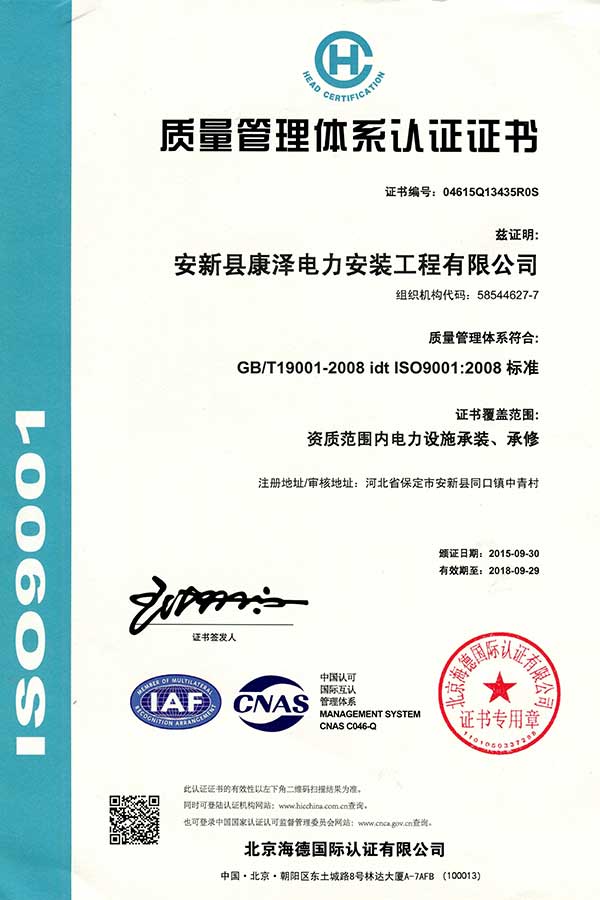 HC
HEAD CERTIFICATION
质量管理体系认证证书
证书编号：04615Q13435R0S
兹证明:
安新县康泽电力安装工程有限公司
组织机构代码：58544627-7
质量管理体系符合:
GB/T19001-2008 idt ISO9001:2008 标准
证书覆盖范围:
资质范围内电力设施承装、承修
注册地址/审核地址：河北省保定市安新县同口镇中青村
颁证日期：2015-09-30
有效期至：2018-09-29
ISO9001
证书签发人
MEMBER OF MULTILATERAL
IAF
RECOGNITION ARRANGEMENT
CNAS
中国认可
国际互认
管理体系
MANAGEMENT SYSTEM
CNAS C046-Q
北京海德国际认证有限公司
证书专用章
1101050337288
此认证证书的有效性以左下角二维码扫描结果为准。
同时可登陆认证机构网站：www.hicchina.com.cn查询。
也可登录中国国家认证认可监督管理委员会网站：www.cnca.gov.cn查询。
北京海德国际认证有限公司
中国·北京·朝阳区东土城路8号林达大厦A-7AFB （100013）